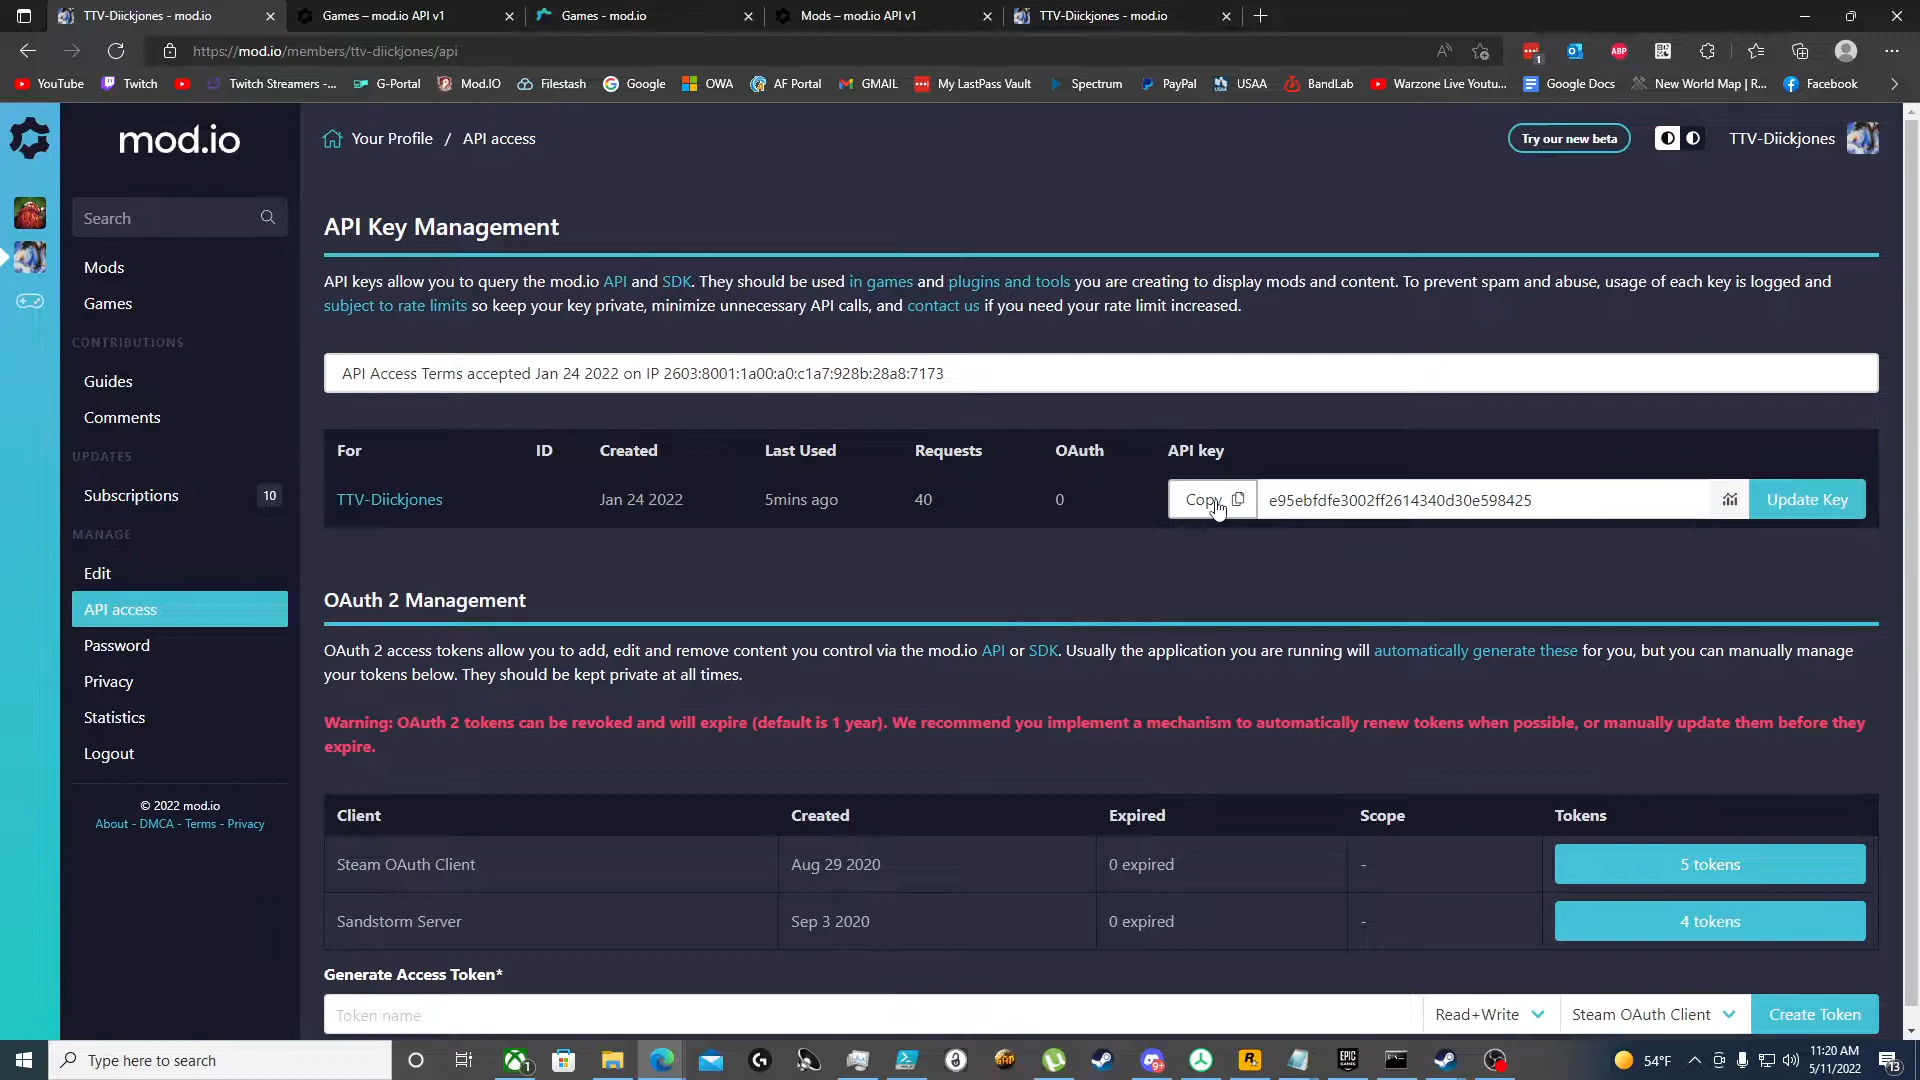 TTV-Diickjones - mod.io
Games – mod.io API v1
Games - mod.io
Mods – mod.io API v1
TTV-Diickjones - mod.io
https://mod.io/members/ttv-diickjones/api
YouTube
Twitch
Twitch Streamers -...
G-Portal
Mod.IO
Filestash
Google
OWA
AF Portal
GMAIL
My LastPass Vault
Spectrum
PayPal
USAA
BandLab
Warzone Live Youtu...
Google Docs
New World Map | R...
Facebook
mod.io
Your Profile / API access
Try our new beta
TTV-Diickjones
Search
Mods
Games
CONTRIBUTIONS
Guides
Comments
UPDATES
Subscriptions 10
MANAGE
Edit
API access
Password
Privacy
Statistics
Logout
© 2022 mod.io
About - DMCA - Terms - Privacy
API Key Management
API keys allow you to query the mod.io API and SDK. They should be used in games and plugins and tools you are creating to display mods and content. To prevent spam and abuse, usage of each key is logged and
subject to rate limits so keep your key private, minimize unnecessary API calls, and contact us if you need your rate limit increased.
API Access Terms accepted Jan 24 2022 on IP 2603:8001:1a00:a0:c1a7:928b:28a8:7173
For ID Created Last Used Requests OAuth API key
TTV-Diickjones Jan 24 2022 5mins ago 40 0 Copy e95ebfdfe3002ff2614340d30e598425 Update Key
OAuth 2 Management
OAuth 2 access tokens allow you to add, edit and remove content you control via the mod.io API or SDK. Usually the application you are running will automatically generate these for you, but you can manually manage
your tokens below. They should be kept private at all times.
Warning: OAuth 2 tokens can be revoked and will expire (default is 1 year). We recommend you implement a mechanism to automatically renew tokens when possible, or manually update them before they
expire.
Client Created Expired Scope Tokens
Steam OAuth Client Aug 29 2020 0 expired - 5 tokens
Sandstorm Server Sep 3 2020 0 expired - 4 tokens
Generate Access Token*
Token name Read+Write Steam OAuth Client Create Token
Type here to search
54°F
11:20 AM
5/11/2022
13